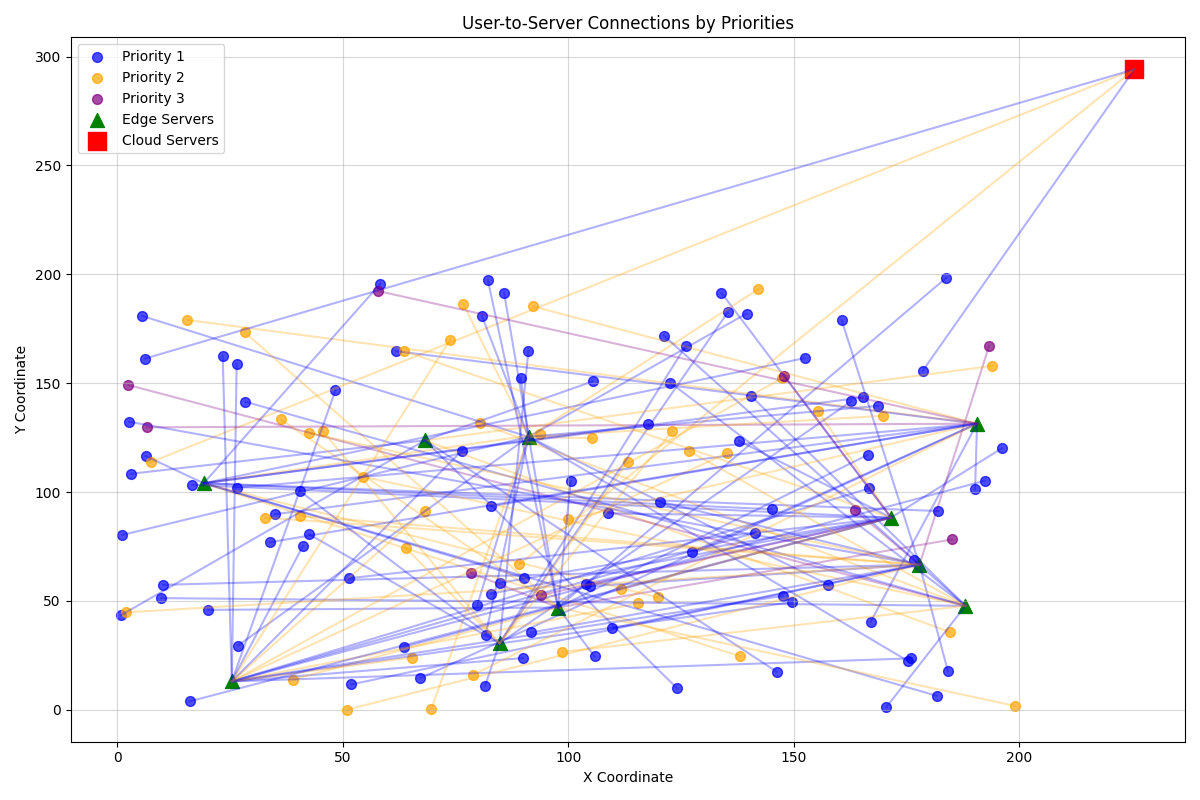 User-to-Server Connections by Priorities
Priority 1
Priority 2
Priority 3
Edge Servers
Cloud Servers
300
250
200
150
100
50
0
Y Coordinate
0
50
100
150
200
X Coordinate